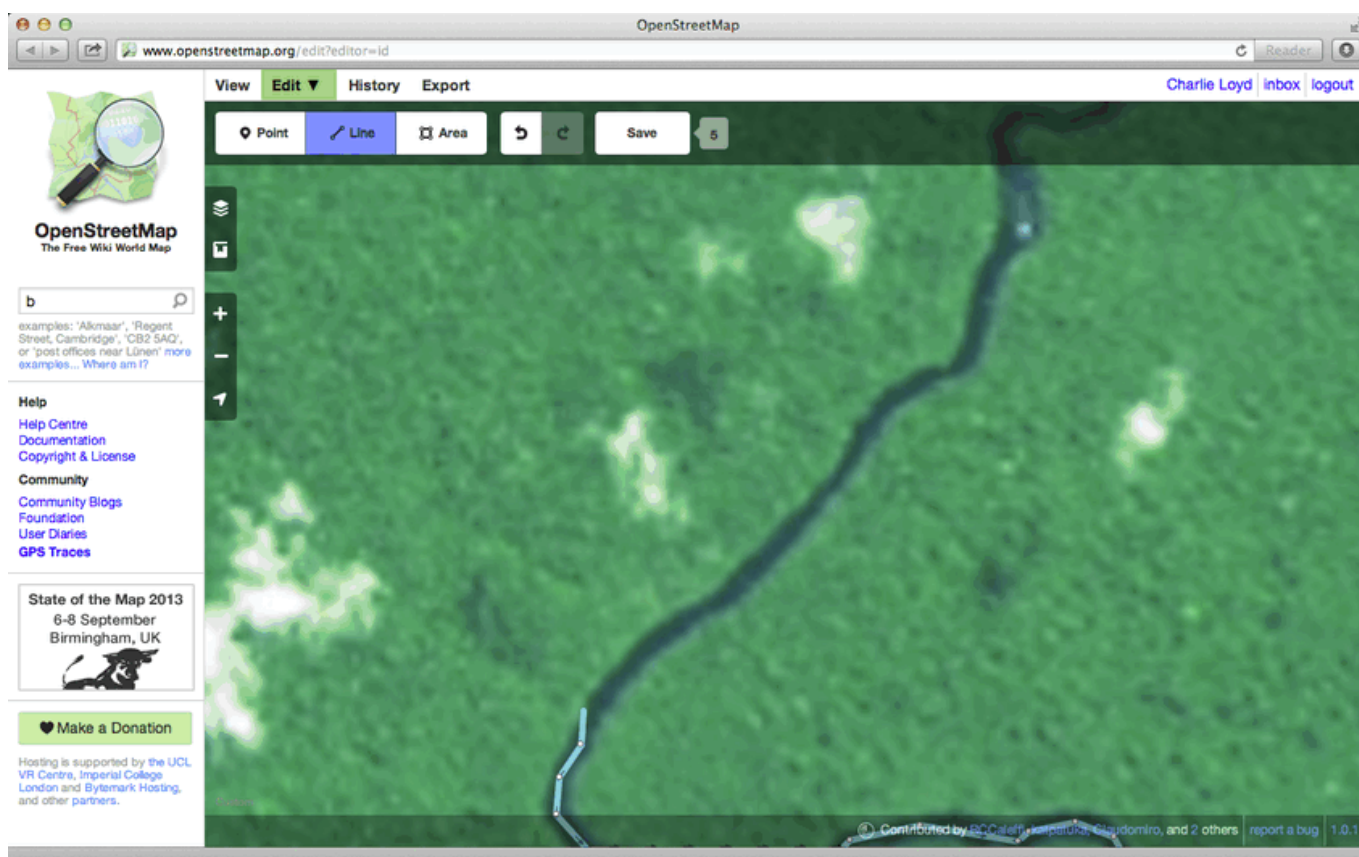 OpenStreetMap
www.openstreetmap.org/edit?editor=id
Reader
View Edit ▼ History Export
Charlie Loyd inbox logout
Point Line Area Save 5
OpenStreetMap
The Free Wiki World Map
b
examples: 'Alkmaar', 'Regent
Street, Cambridge', 'CB2 5AQ',
or 'post offices near Lünen' more
examples... Where am I?
Help
Help Centre
Documentation
Copyright & License
Community
Community Blogs
Foundation
User Diaries
GPS Traces
State of the Map 2013
6-8 September
Birmingham, UK
Make a Donation
Hosting is supported by the UCL
VR Centre, Imperial College
London and Bytemark Hosting,
and other partners.
Contributed by Claudomiro, and 2 others report a bug 1.0.1